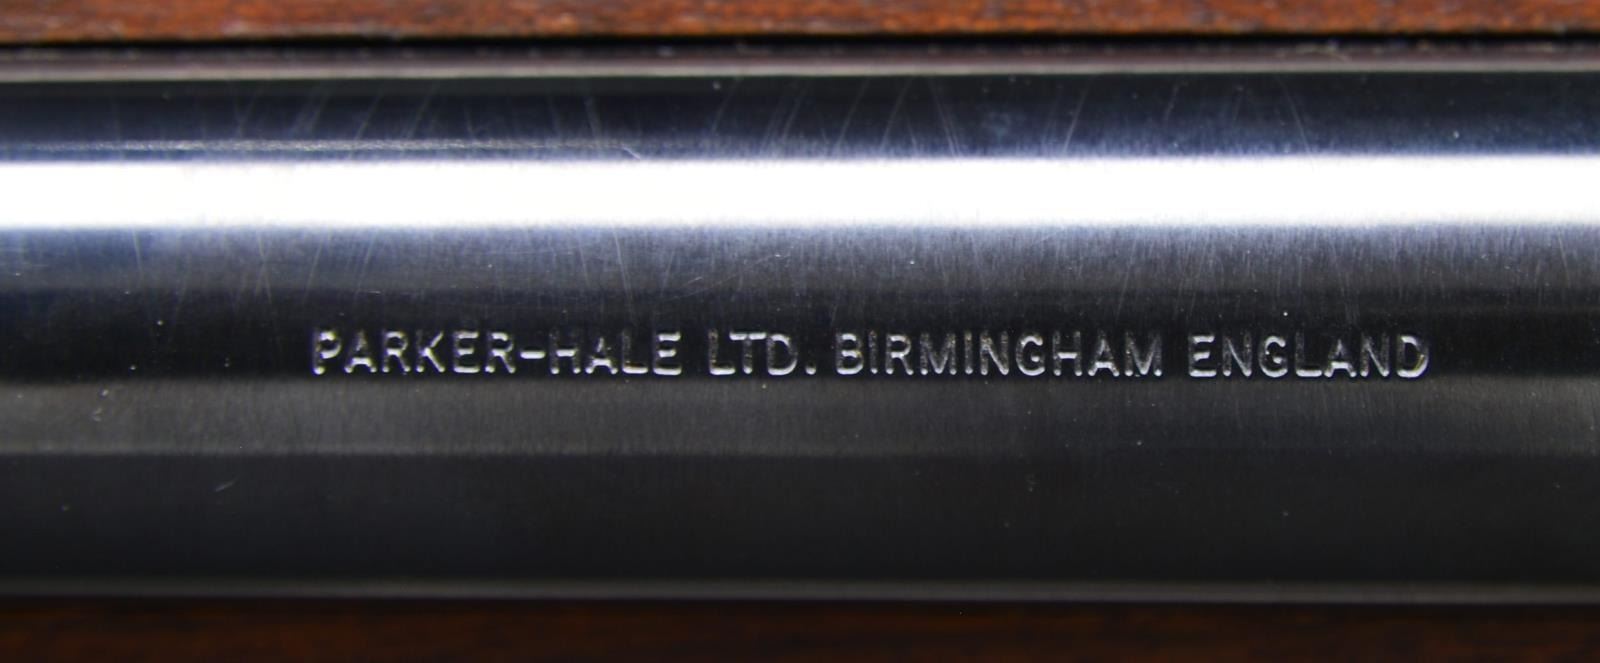 PARKER-HALE LTD. BIRMINGHAM ENGLAND